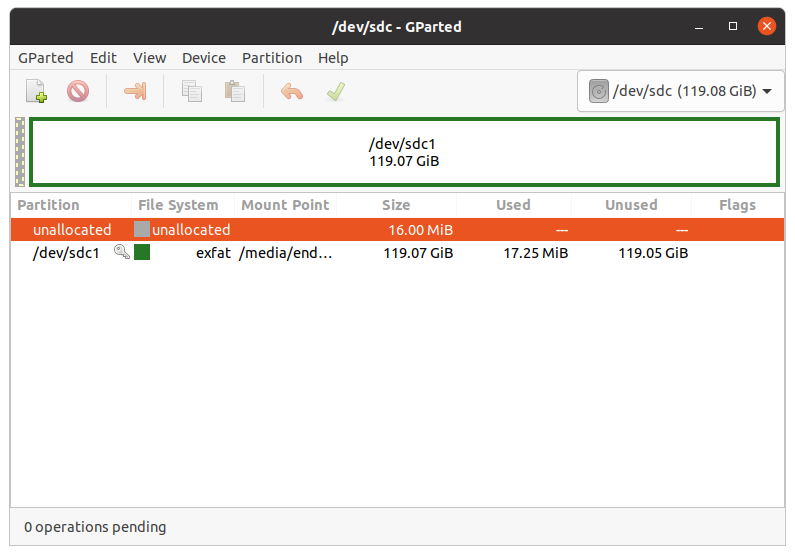 /dev/sdc - GParted
GParted Edit View Device Partition Help
/dev/sdc (119.08 GiB)
/dev/sdc1
119.07 GiB
Partition File System Mount Point Size Used Unused Flags
unallocated unallocated 16.00 MiB --- ---
/dev/sdc1 exfat /media/end... 119.07 GiB 17.25 MiB 119.05 GiB
0 operations pending